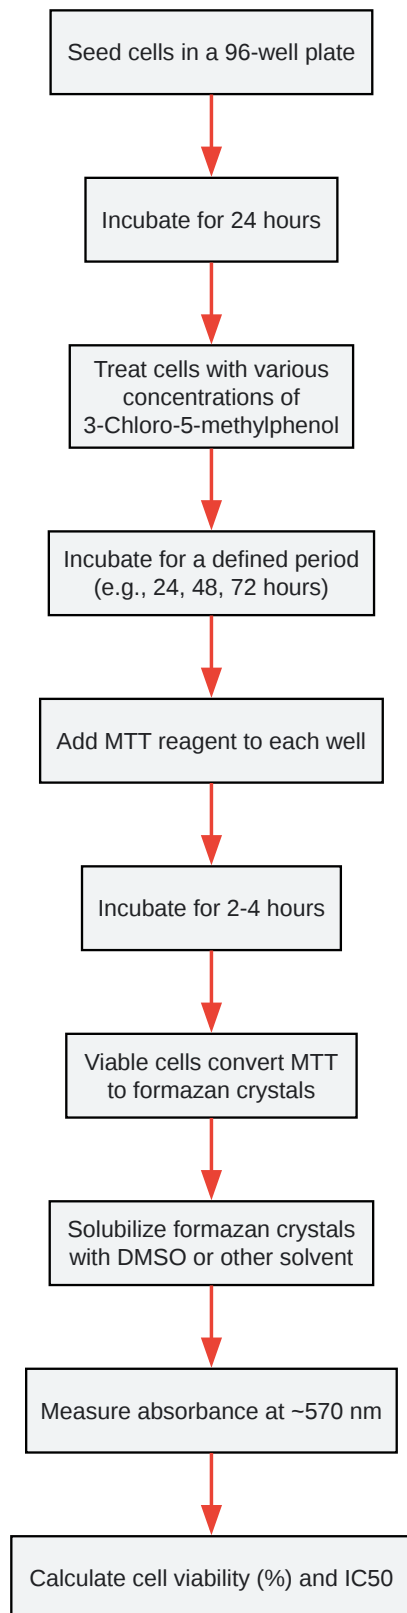 Seed cells in a 96-well plate
Incubate for 24 hours
Treat cells with various
concentrations of
3-Chloro-5-methylphenol
Incubate for a defined period
(e.g., 24, 48, 72 hours)
Add MTT reagent to each well
Incubate for 2-4 hours
Viable cells convert MTT
to formazan crystals
Solubilize formazan crystals
with DMSO or other solvent
Measure absorbance at ~570 nm
Calculate cell viability (%) and IC50